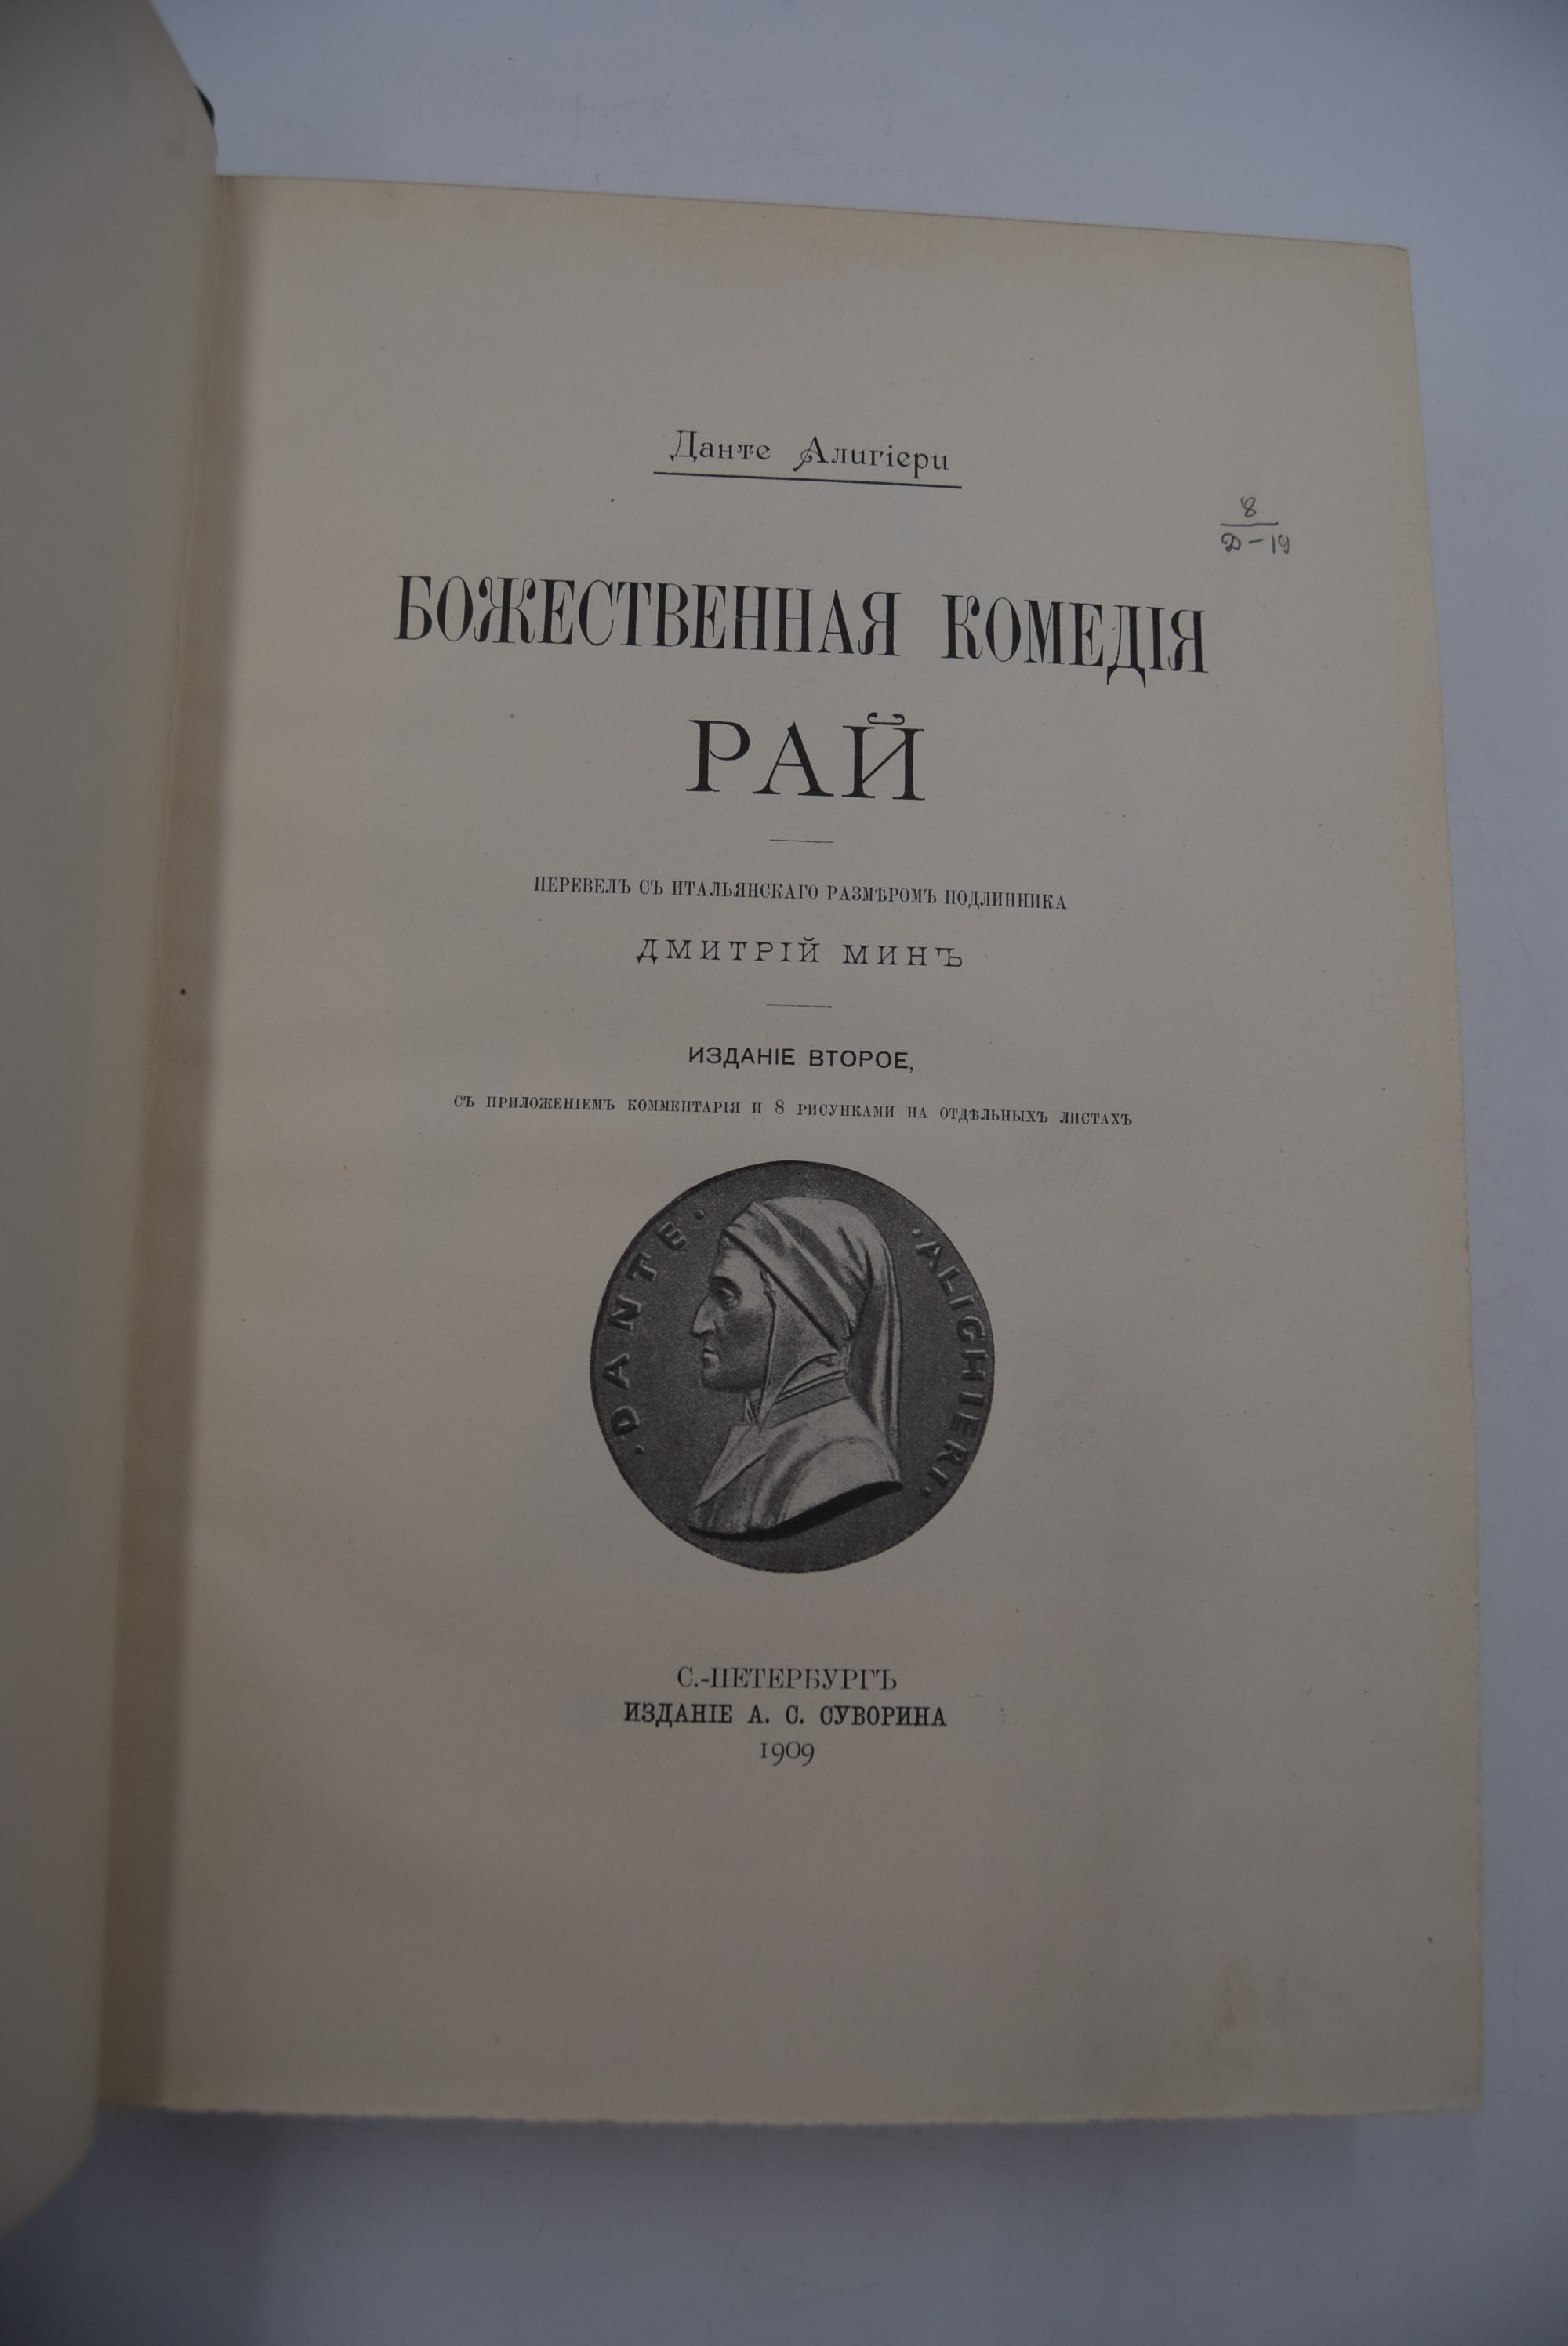 Данте Алигіери
8
Д-19
БОЖЕСТВЕННАЯ КОМЕДІЯ
РАЙ
ПЕРЕВЕЛЪ СЪ ИТАЛЬЯНСКАГО РАЗМѢРОМЪ ПОДЛИННИКА
ДМИТРІЙ МИНЪ
ИЗДАНІЕ ВТОРОЕ,
СЪ ПРИЛОЖЕНІЕМЪ КОММЕНТАРІЯ И 8 РИСУНКАМИ НА ОТДѢЛЬНЫХЪ ЛИСТАХЪ
·DANTE· ·ALIGHIERI·
С.-ПЕТЕРБУРГЪ
ИЗДАНІЕ А. С. СУВОРИНА
1909